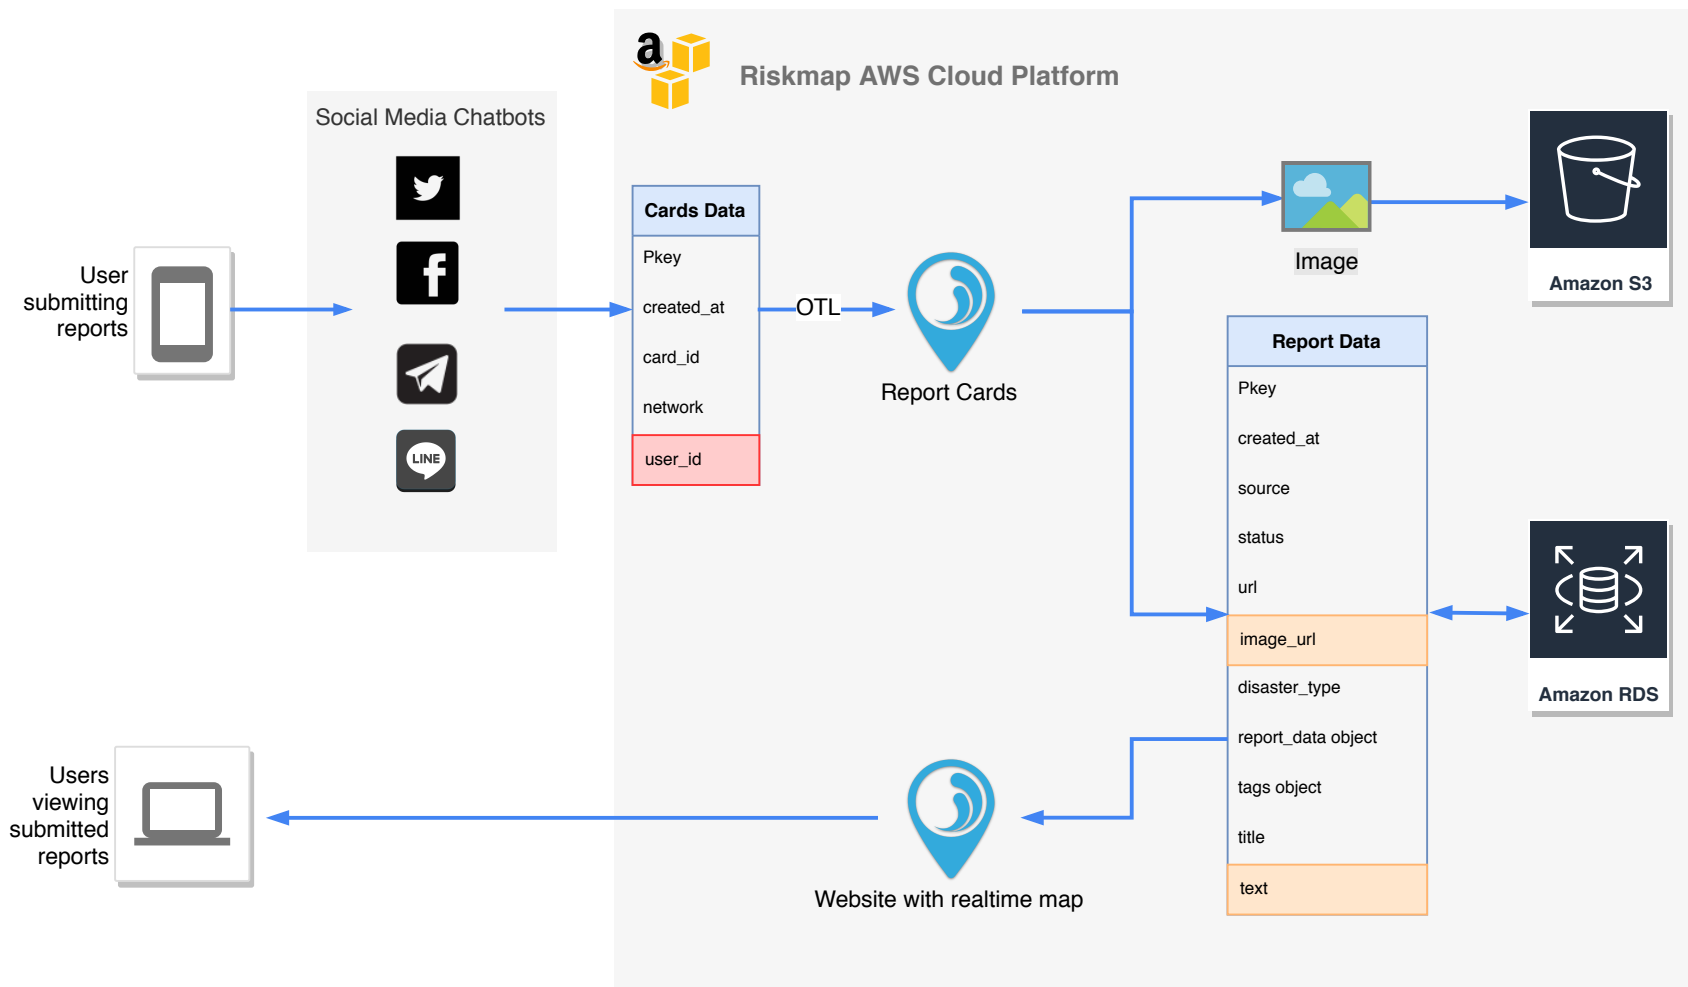 a
Riskmap AWS Cloud Platform
Social Media Chatbots
LINE
User
submitting
reports
Cards Data
Pkey
created_at
card_id
network
user_id
OTL
Report Cards
Image
Amazon S3
Report Data
Pkey
created_at
source
status
url
image_url
disaster_type
report_data object
tags object
title
text
Amazon RDS
Website with realtime map
Users
viewing
submitted
reports